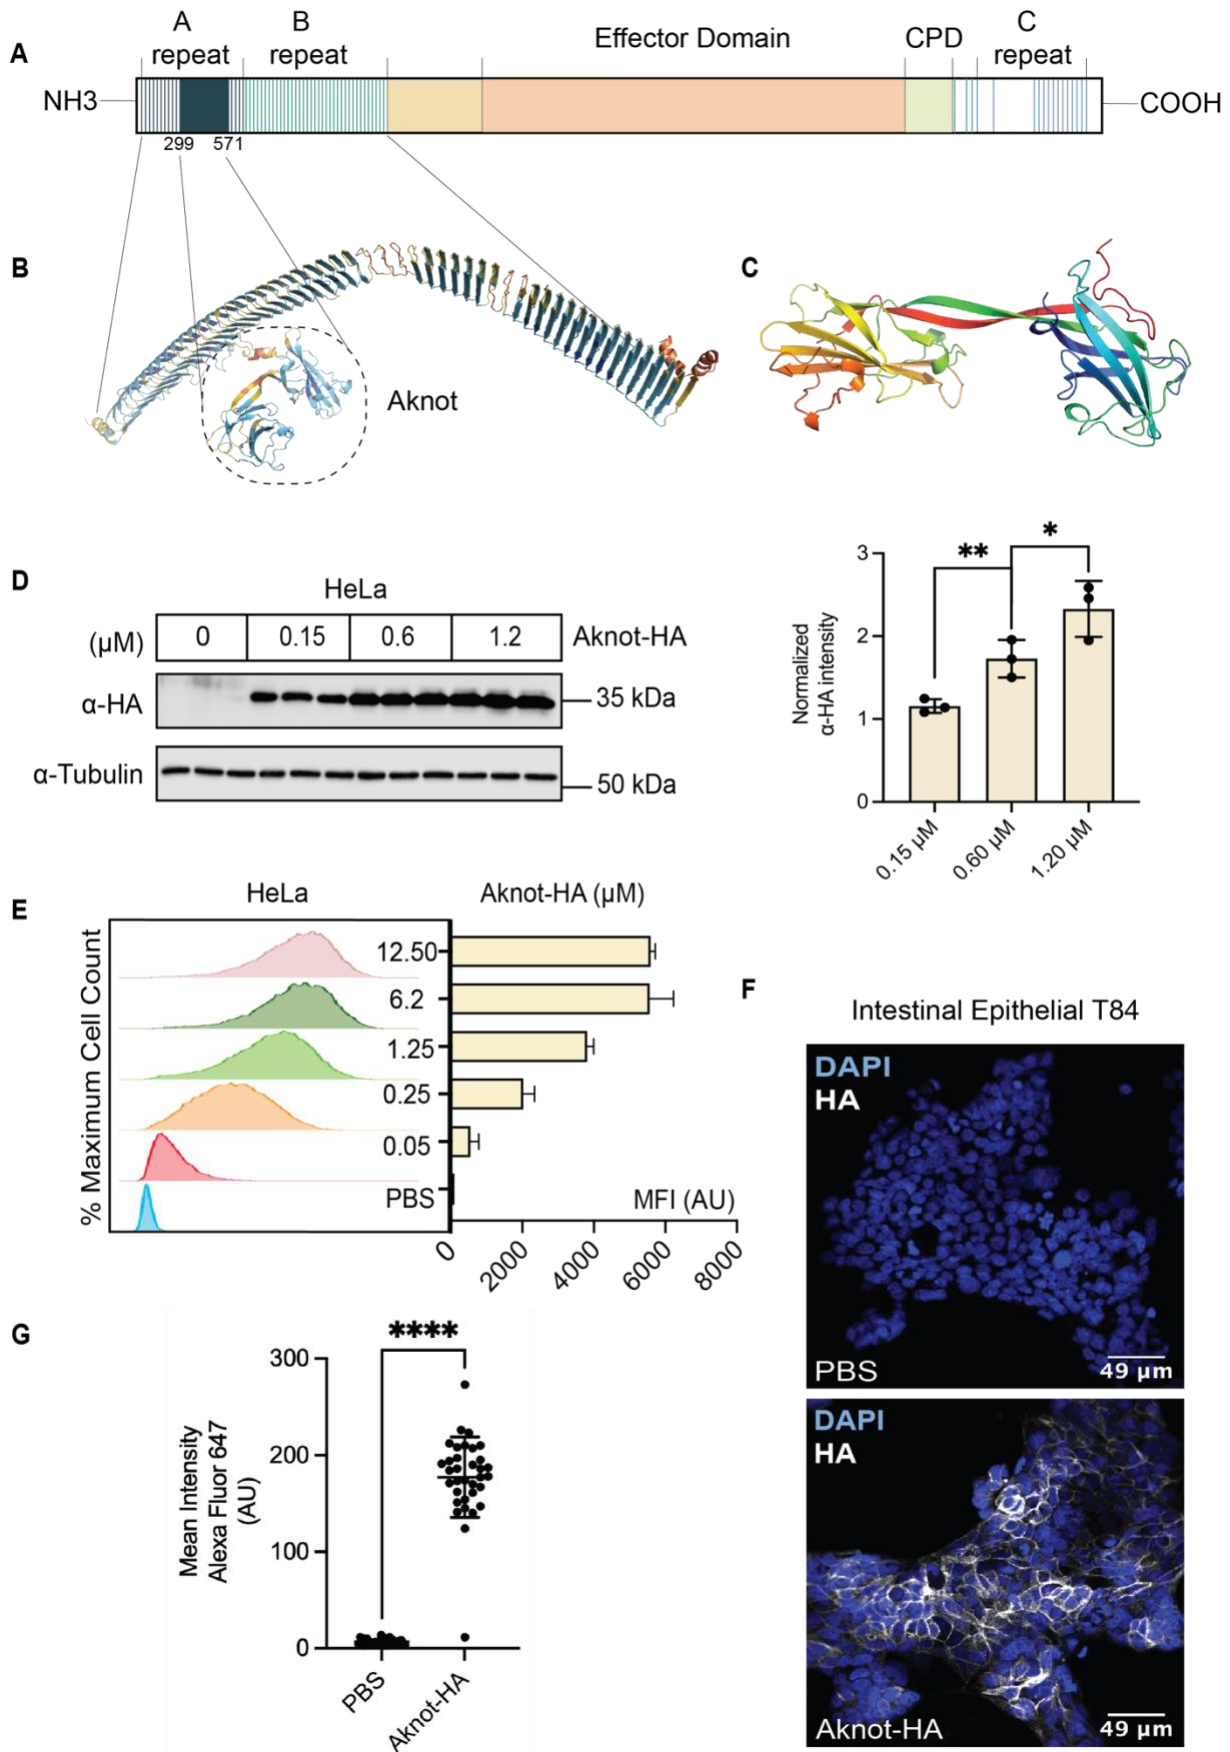 A
A
repeat
B
repeat
Effector Domain
CPD
C
repeat
NH3
COOH
299
571
B
Aknot
C
D
HeLa
(µM)
0
0.15
0.6
1.2
Aknot-HA
α-HA
35 kDa
α-Tubulin
50 kDa
Normalized
α-HA intensity
3
2
1
0
**
*
0.15 µM
0.60 µM
1.20 µM
E
HeLa
Aknot-HA (µM)
% Maximum Cell Count
12.50
6.2
1.25
0.25
0.05
PBS
MFI (AU)
0
2000
4000
6000
8000
F
Intestinal Epithelial T84
DAPI
HA
PBS
49 µm
DAPI
HA
Aknot-HA
49 µm
G
****
Mean Intensity
Alexa Fluor 647
(AU)
300
200
100
0
PBS
Aknot-HA